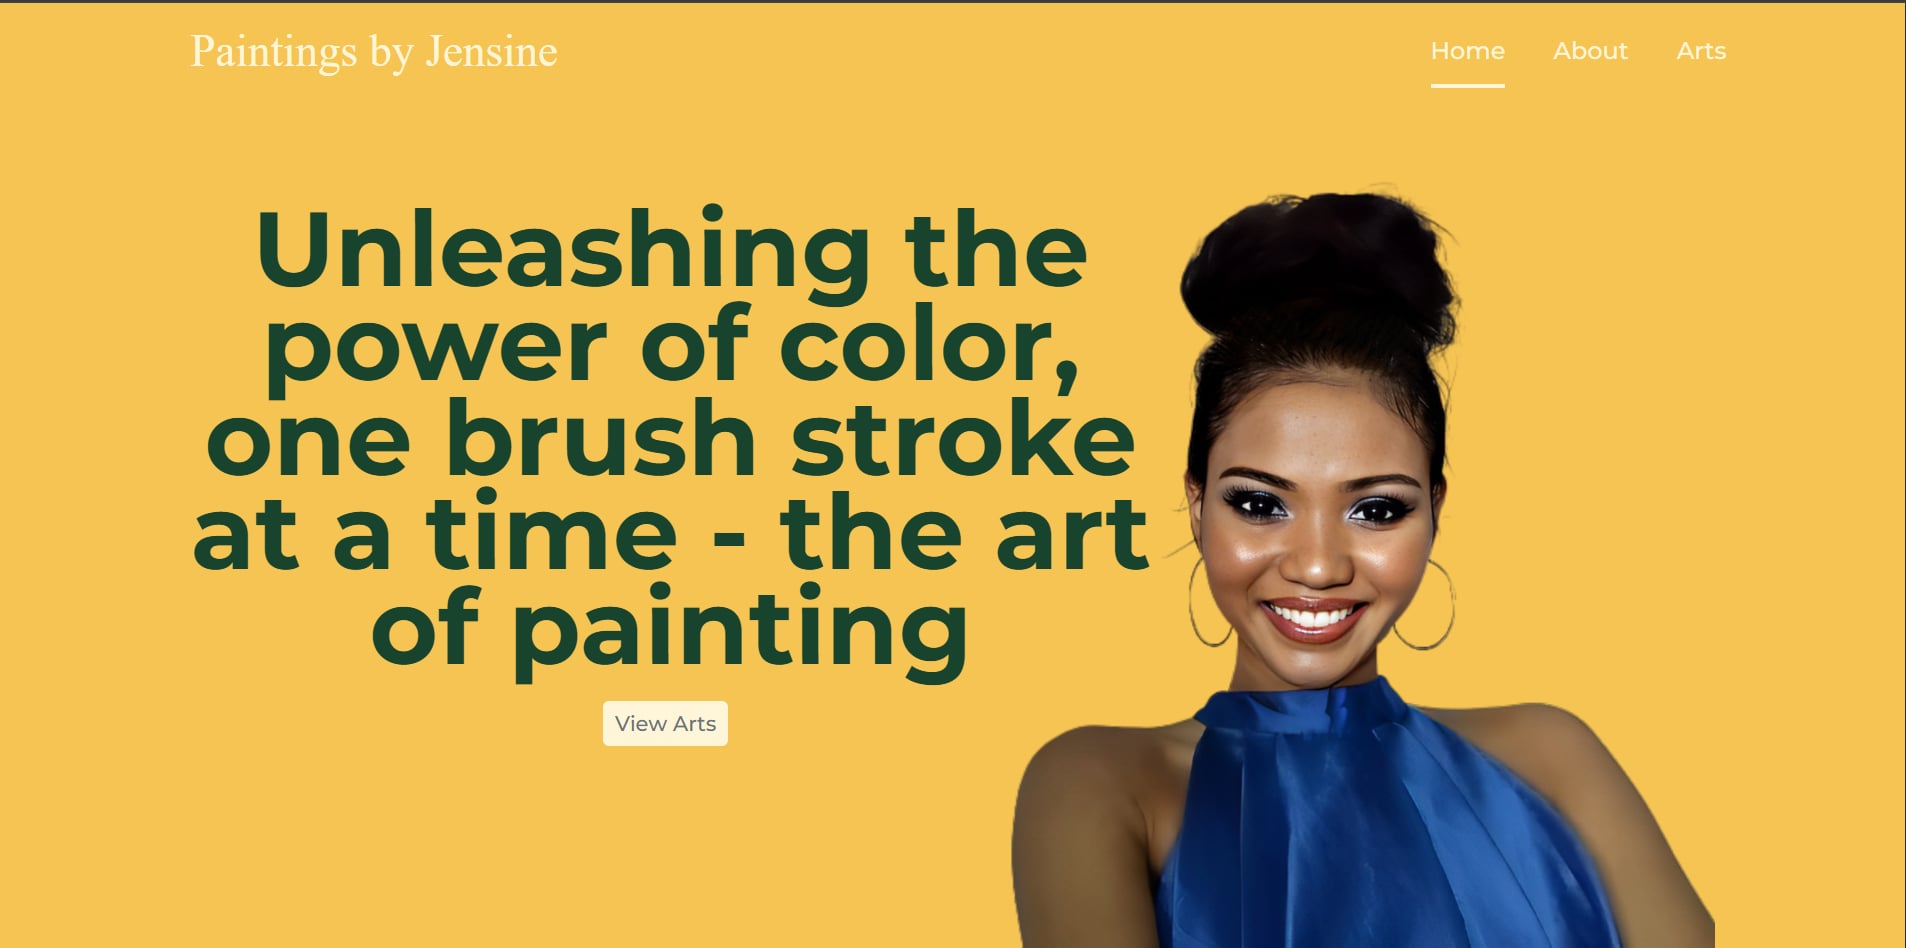 Paintings by Jensine
Home About Arts
Unleashing the
power of color,
one brush stroke
at a time - the art
of painting
View Arts